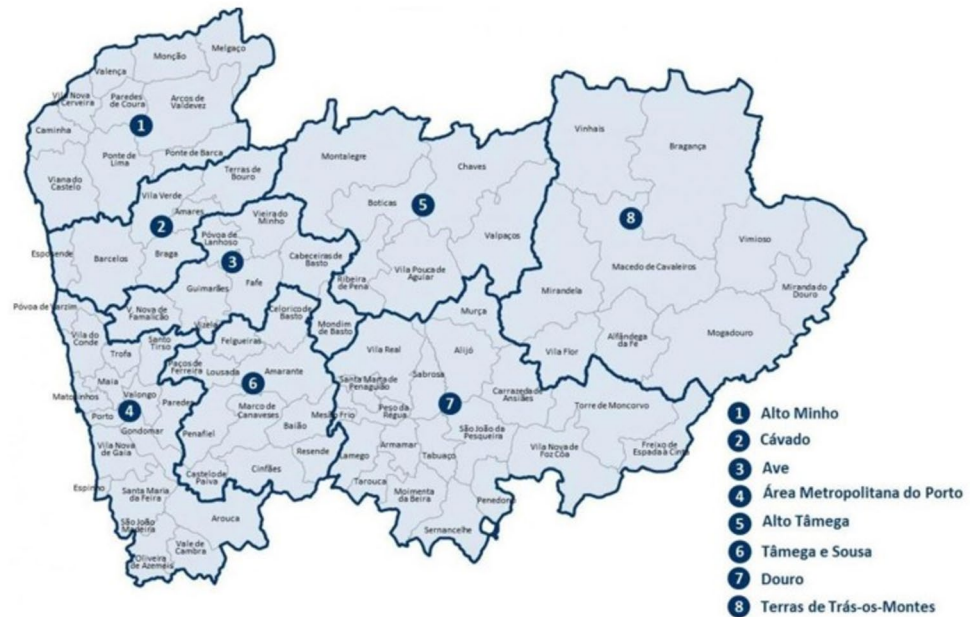 Melgaço
Monção
Valença
Vila Nova
de Cerveira
Paredes
de Coura
Arcos de
Valdevez
1
Caminha
Ponte de
Lima
Ponte de Barca
Viana do
Castelo
Terras de
Bouro
Vila Verde
Amares
2
Esposende
Barcelos
Braga
Vieira do
Minho
Póvoa de
Lanhoso
3
Cabeceiras de
Basto
Fafe
Guimarães
V. Nova de
Famalicão
Vizela
Montalegre
Chaves
Boticas
5
Valpaços
Vila Pouca de
Aguiar
Ribeira
de Pena
Vinhais
Bragança
8
Vimioso
Macedo de Cavaleiros
Miranda do
Douro
Mirandela
Mogadouro
Alfândega
da Fé
Vila Flor
Póvoa de Varzim
Vila do
Conde
Santo
Tirso
Trofa
Maia
Matosinhos
Valongo
4
Porto
Paredes
Gondomar
Vila Nova
de Gaia
Espinho
Santa Maria
da Feira
Arouca
São João
Madeira
Vale de
Cambra
Oliveira
de Azeméis
Celorico de
Basto
Mondim
de Basto
Felgueiras
Paços de
Ferreira
Lousada
Amarante
6
Marco de
Canaveses
Baião
Penafiel
Resende
Castelo de
Paiva
Cinfães
Murça
Vila Real
Alijó
Sabrosa
Santa Marta de
Penaguião
Carrazeda de
Ansiães
7
Peso da
Régua
Mesão Frio
Torre de Moncorvo
São João da
Pesqueira
Armamar
Vila Nova de
Foz Côa
Freixo de
Espada à Cinta
Lamego
Tabuaço
Tarouca
Moimenta
da Beira
Penedono
Sernancelhe
1 Alto Minho
2 Cávado
3 Ave
4 Área Metropolitana do Porto
5 Alto Tâmega
6 Tâmega e Sousa
7 Douro
8 Terras de Trás-os-Montes